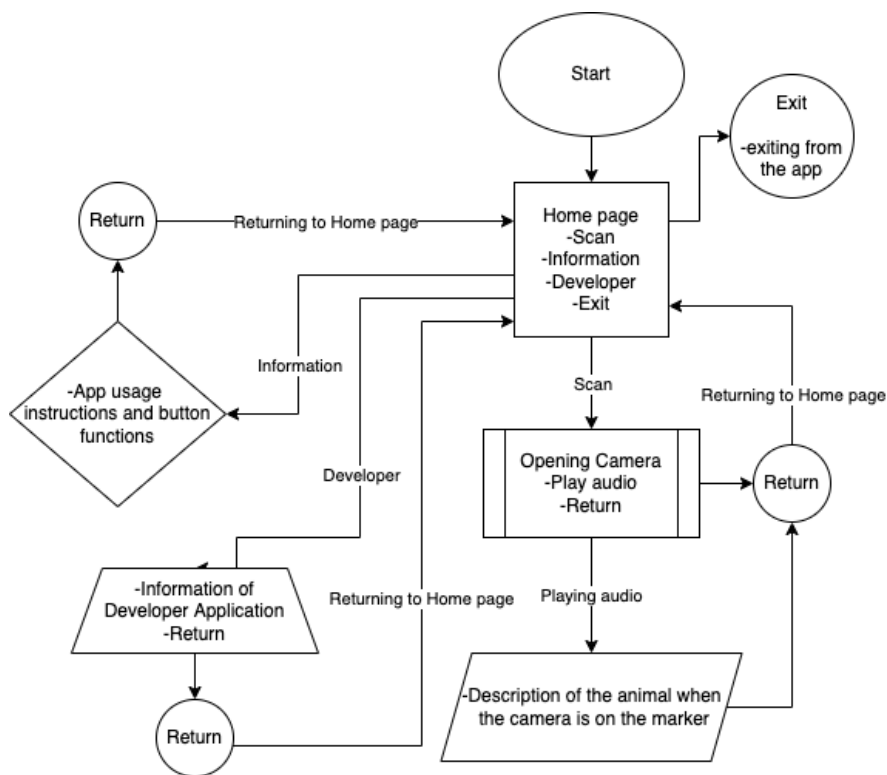 Start
Exit
-exiting from
the app
Return
Returning to Home page
Home page
-Scan
-Information
-Developer
-Exit
Information
-App usage
instructions and button
functions
Scan
Returning to Home page
Opening Camera
-Play audio
-Return
Return
Developer
-Information of
Developer Application
-Return
Returning to Home page
Playing audio
-Description of the animal when
the camera is on the marker
Return